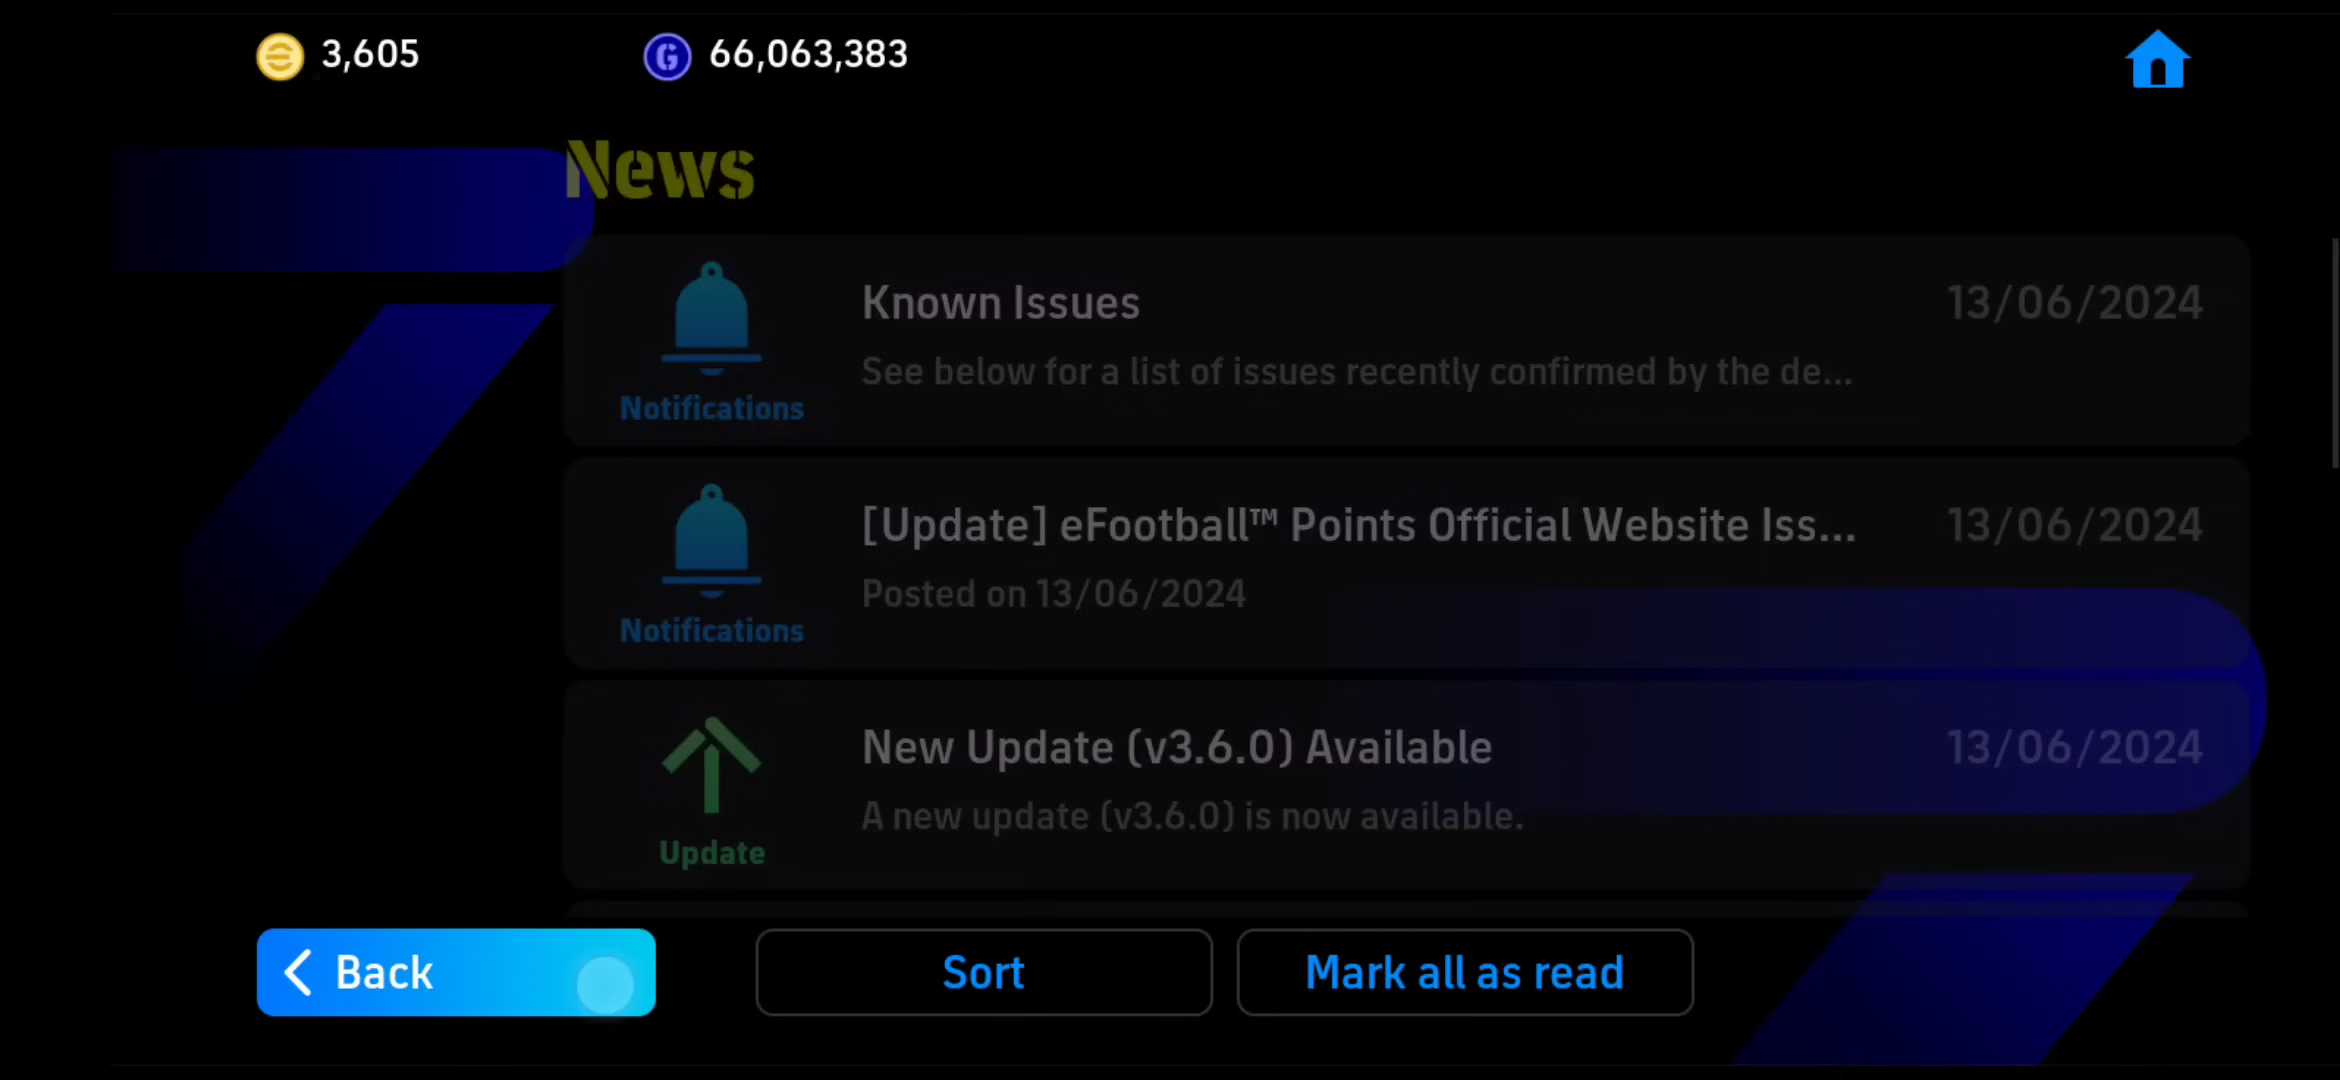 3,605
66,063,383
News
Known Issues
13/06/2024
See below for a list of issues recently confirmed by the de...
Notifications
[Update] eFootball™ Points Official Website Iss...
13/06/2024
Posted on 13/06/2024
Notifications
New Update (v3.6.0) Available
13/06/2024
A new update (v3.6.0) is now available.
Update
Back
Sort
Mark all as read